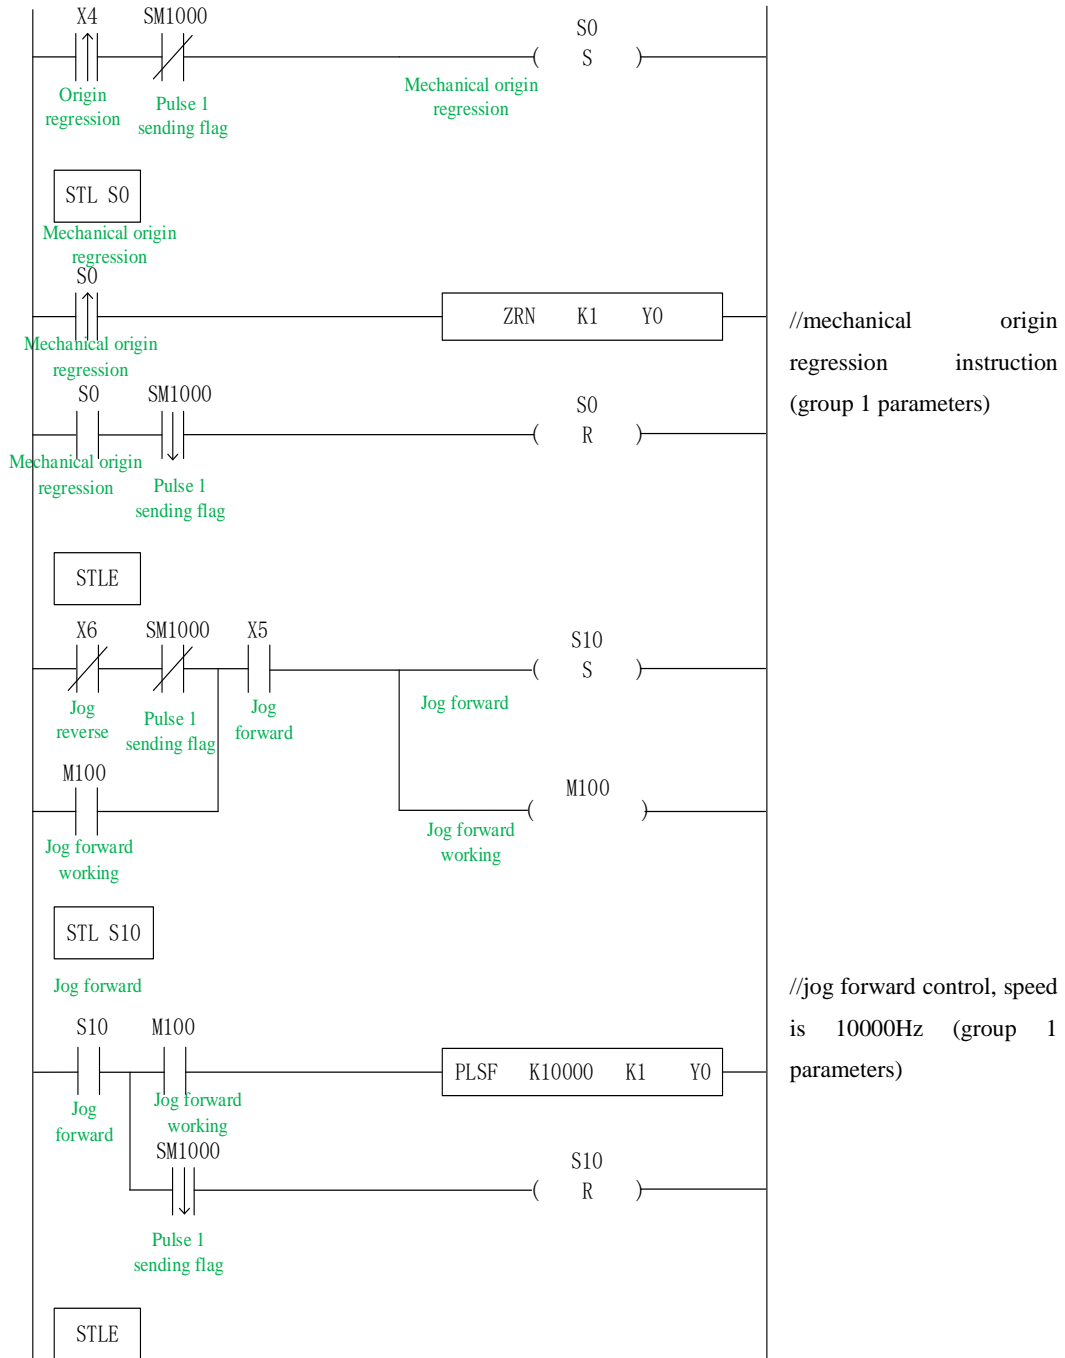 X4 SM1000
S0
( S )
Mechanical origin
regression
Origin
regression
Pulse 1
sending flag
STL S0
Mechanical origin
regression
S0
ZRN K1 Y0
//mechanical origin
regression instruction
(group 1 parameters)
Mechanical origin
regression
S0 SM1000
S0
( R )
Mechanical origin
regression
Pulse 1
sending flag
STLE
X6 SM1000 X5
S10
( S )
Jog
reverse
Pulse 1
sending flag
Jog
forward
Jog forward
M100
M100
( )
Jog forward
working
Jog forward
working
STL S10
Jog forward
//jog forward control, speed
is 10000Hz (group 1
parameters)
S10 M100
PLSF K10000 K1 Y0
Jog
forward
Jog forward
working
SM1000
S10
( R )
Pulse 1
sending flag
STLE